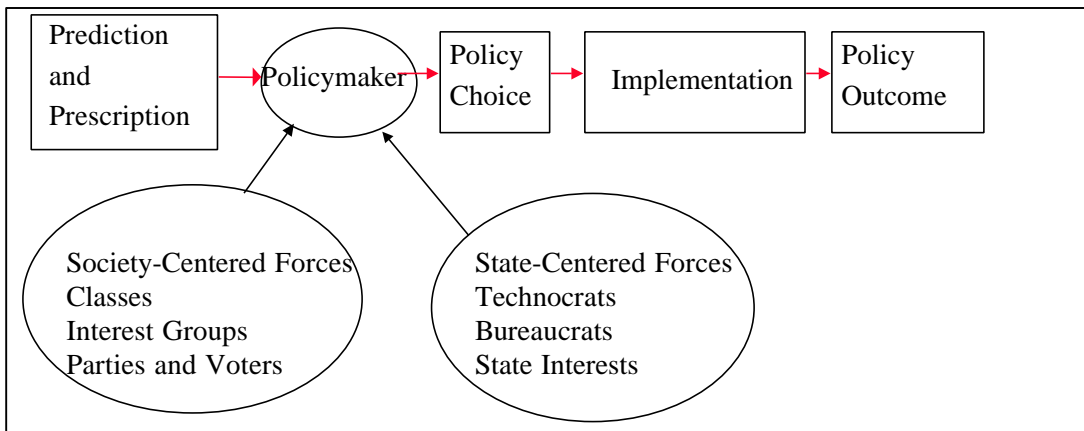 Prediction
and
Prescription
Policymaker
Policy
Choice
Implementation
Policy
Outcome
Society-Centered Forces
Classes
Interest Groups
Parties and Voters
State-Centered Forces
Technocrats
Bureaucrats
State Interests